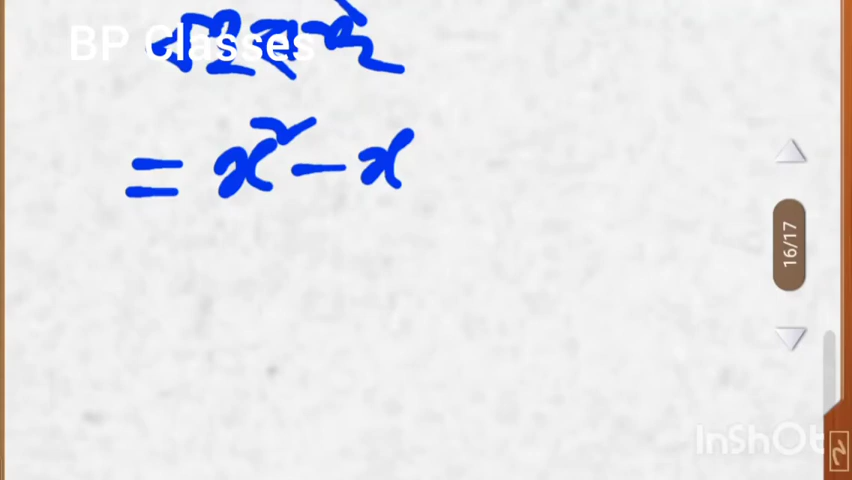 BP Classes
= x² - x
16/17
InShOt